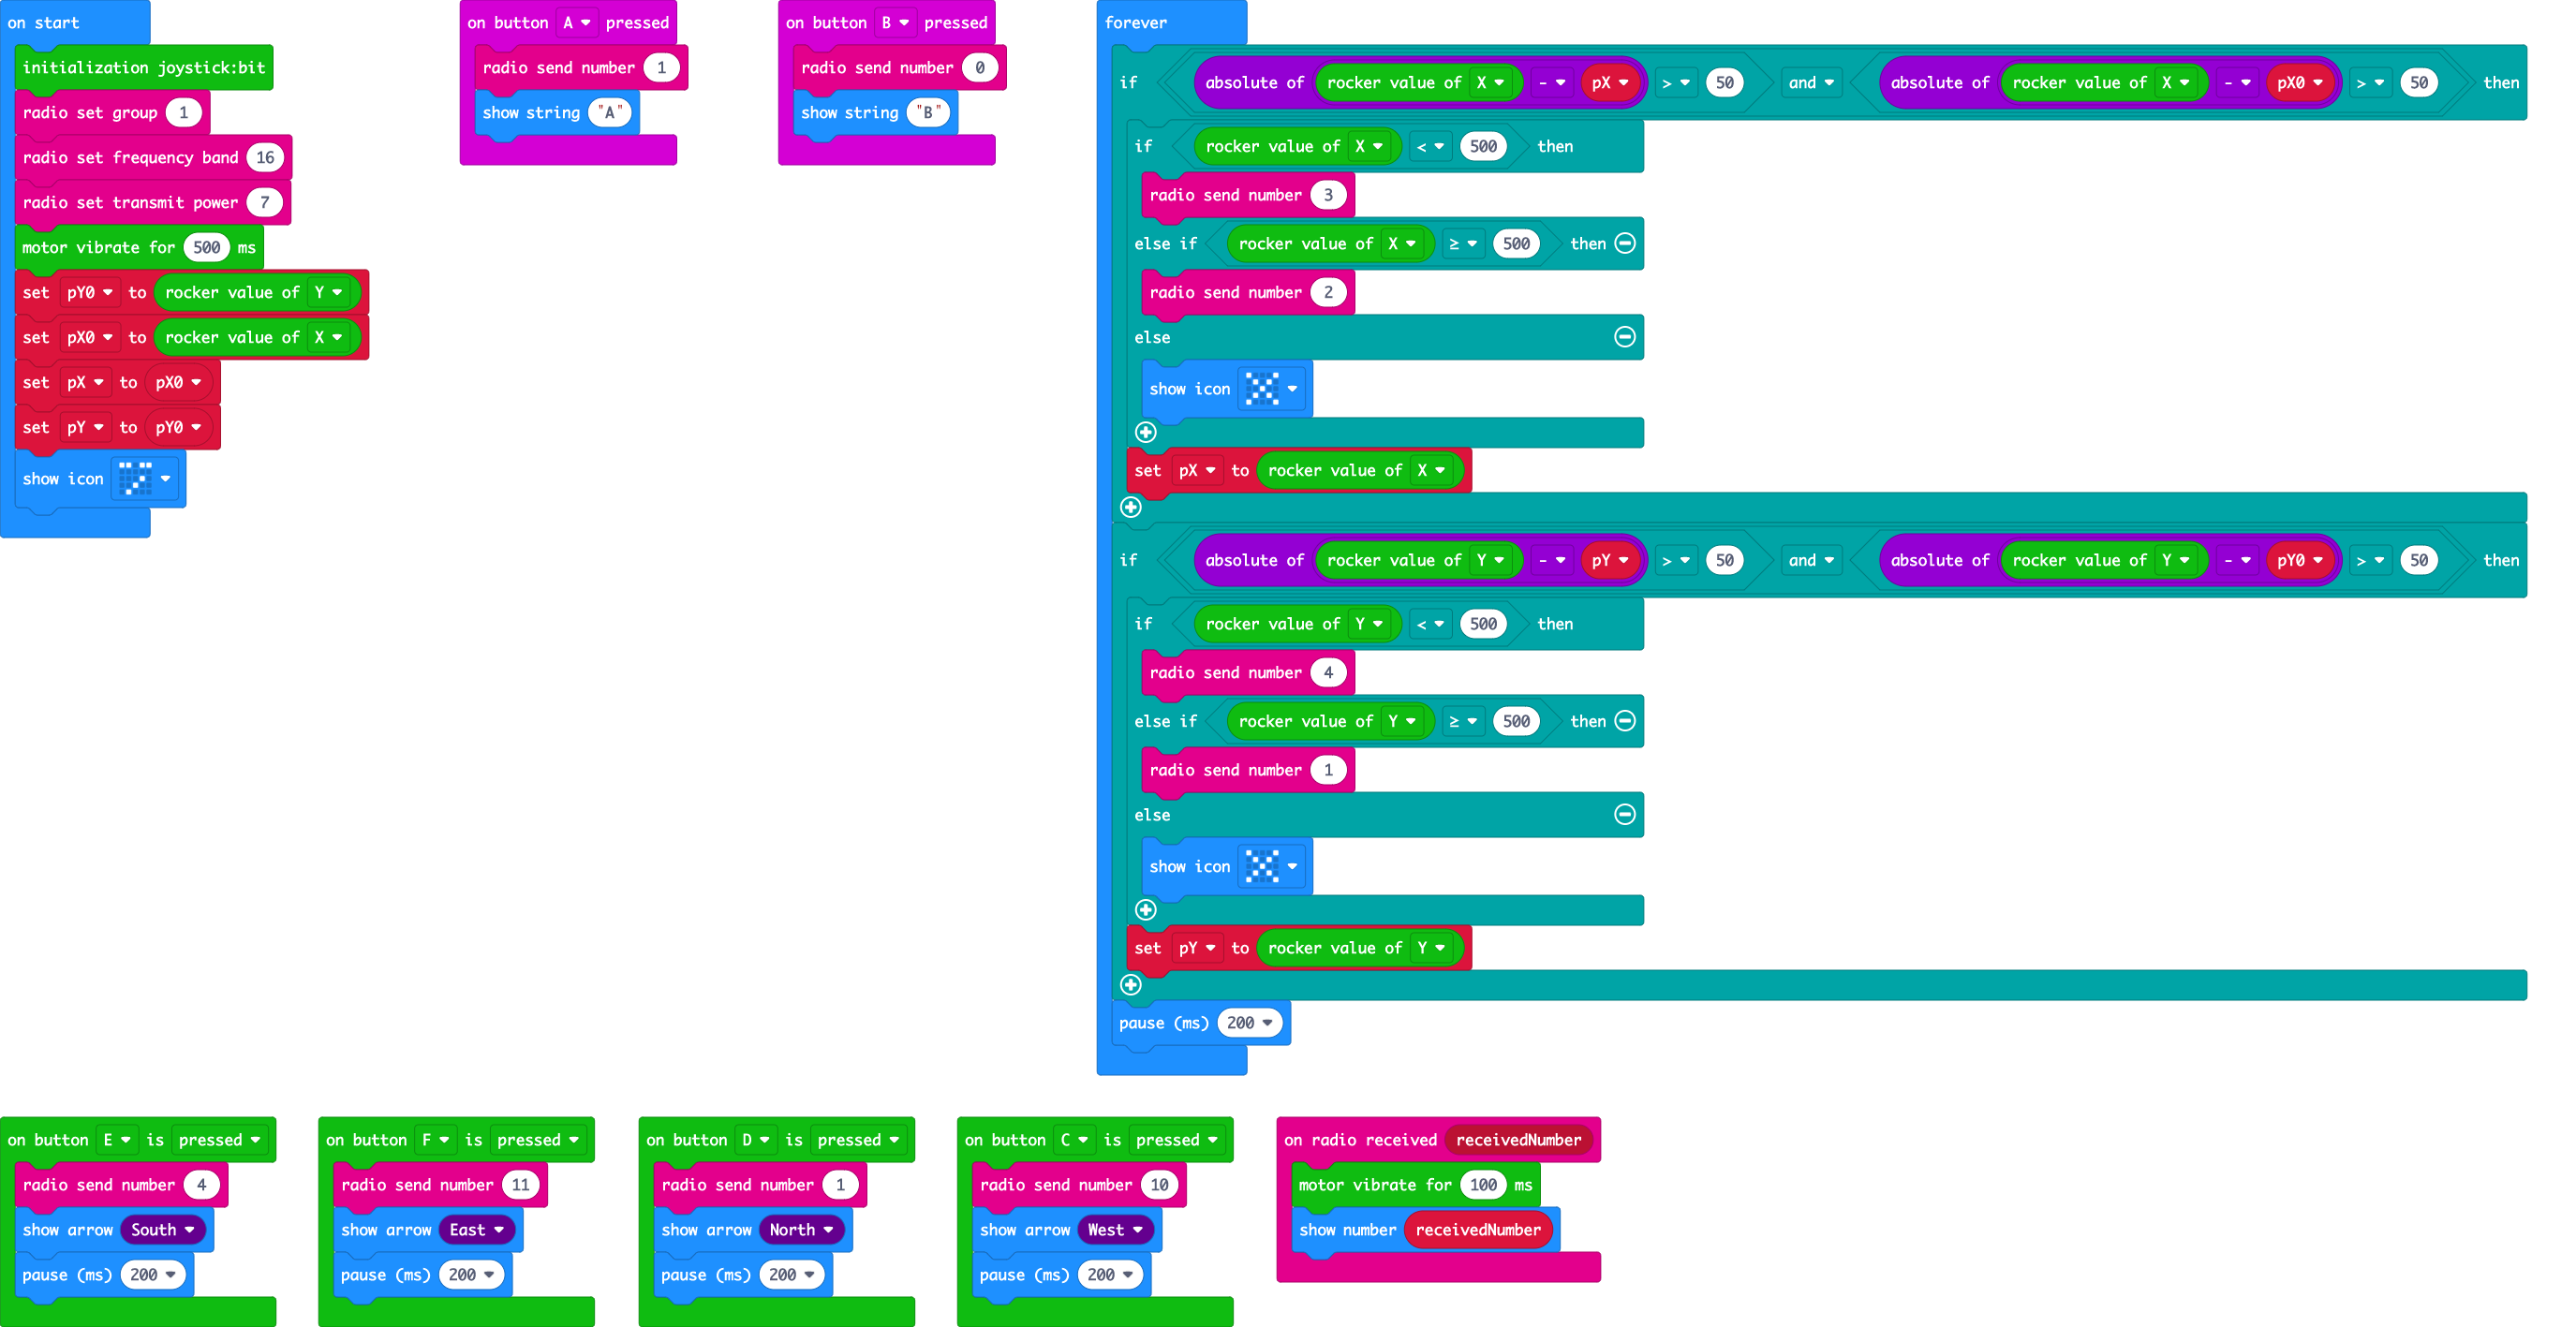 on start
initialization joystick:bit
radio set group 1
radio set frequency band 16
radio set transmit power 7
motor vibrate for 500 ms
set pY0 to rocker value of Y
set pX0 to rocker value of X
set pX to pX0
set pY to pY0
show icon
on button A pressed
radio send number 1
show string "A"
on button B pressed
radio send number 0
show string "B"
forever
if absolute of rocker value of X - pX > 50 and absolute of rocker value of X - pX0 > 50 then
if rocker value of X < 500 then
radio send number 3
else if rocker value of X ≥ 500 then
radio send number 2
else
show icon
set pX to rocker value of X
if absolute of rocker value of Y - pY > 50 and absolute of rocker value of Y - pY0 > 50 then
if rocker value of Y < 500 then
radio send number 4
else if rocker value of Y ≥ 500 then
radio send number 1
else
show icon
set pY to rocker value of Y
pause (ms) 200
on button E is pressed
radio send number 4
show arrow South
pause (ms) 200
on button F is pressed
radio send number 11
show arrow East
pause (ms) 200
on button D is pressed
radio send number 1
show arrow North
pause (ms) 200
on button C is pressed
radio send number 10
show arrow West
pause (ms) 200
on radio received receivedNumber
motor vibrate for 100 ms
show number receivedNumber